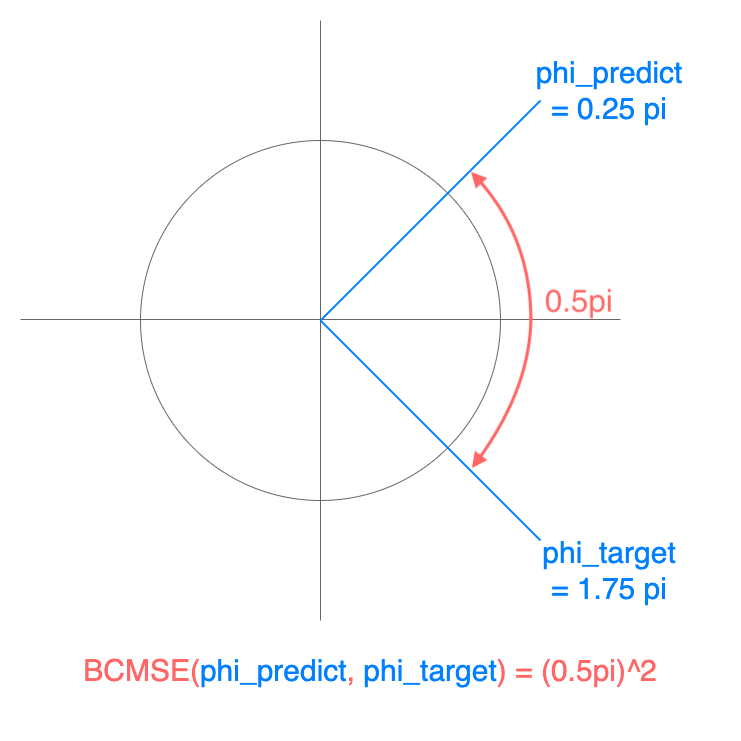 phi_predict
= 0.25 pi
0.5pi
phi_target
= 1.75 pi
BCMSE(phi_predict, phi_target) = (0.5pi)^2